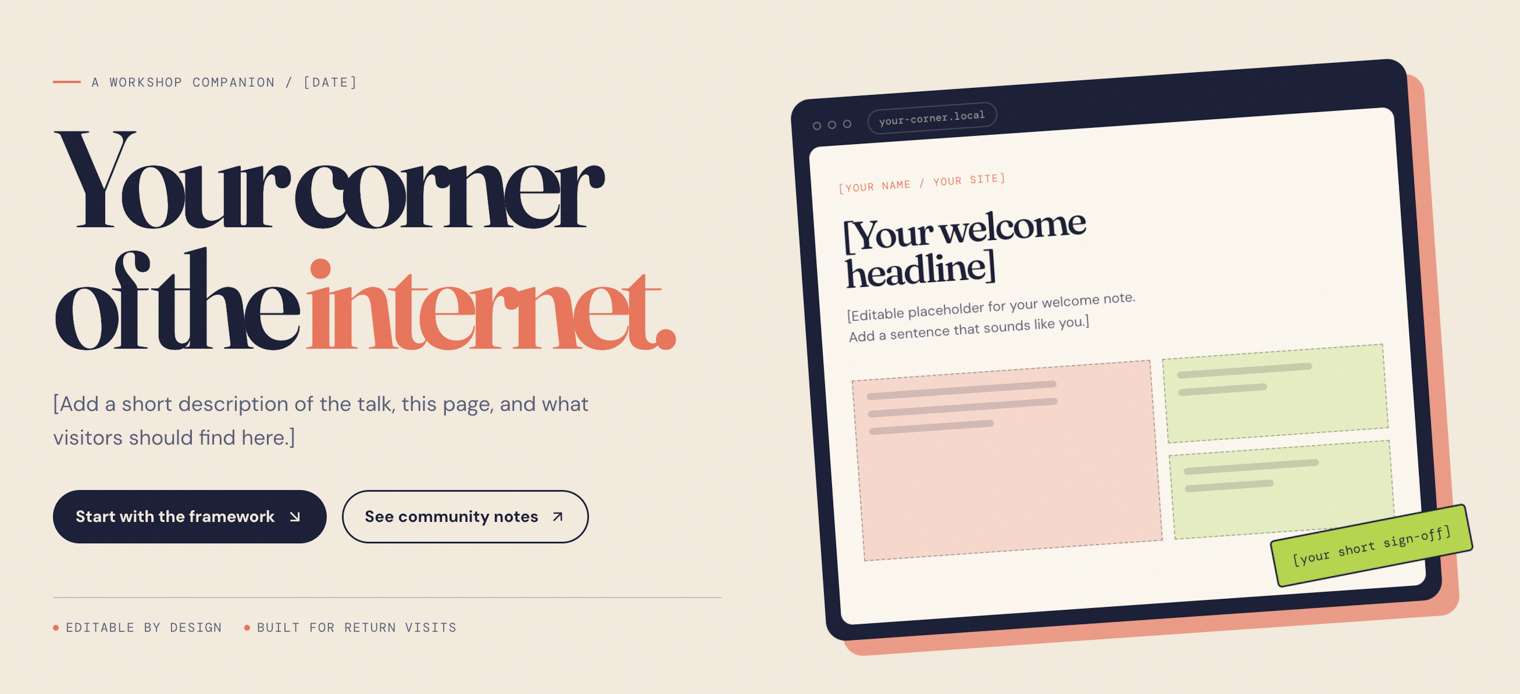 A WORKSHOP COMPANION / [DATE]
Your corner
of the internet.
[Add a short description of the talk, this page, and what
visitors should find here.]
Start with the framework ↘
See community notes ↗
EDITABLE BY DESIGN
BUILT FOR RETURN VISITS
your-corner.local
[YOUR NAME / YOUR SITE]
[Your welcome
headline]
[Editable placeholder for your welcome note.
Add a sentence that sounds like you.]
[your short sign-off]